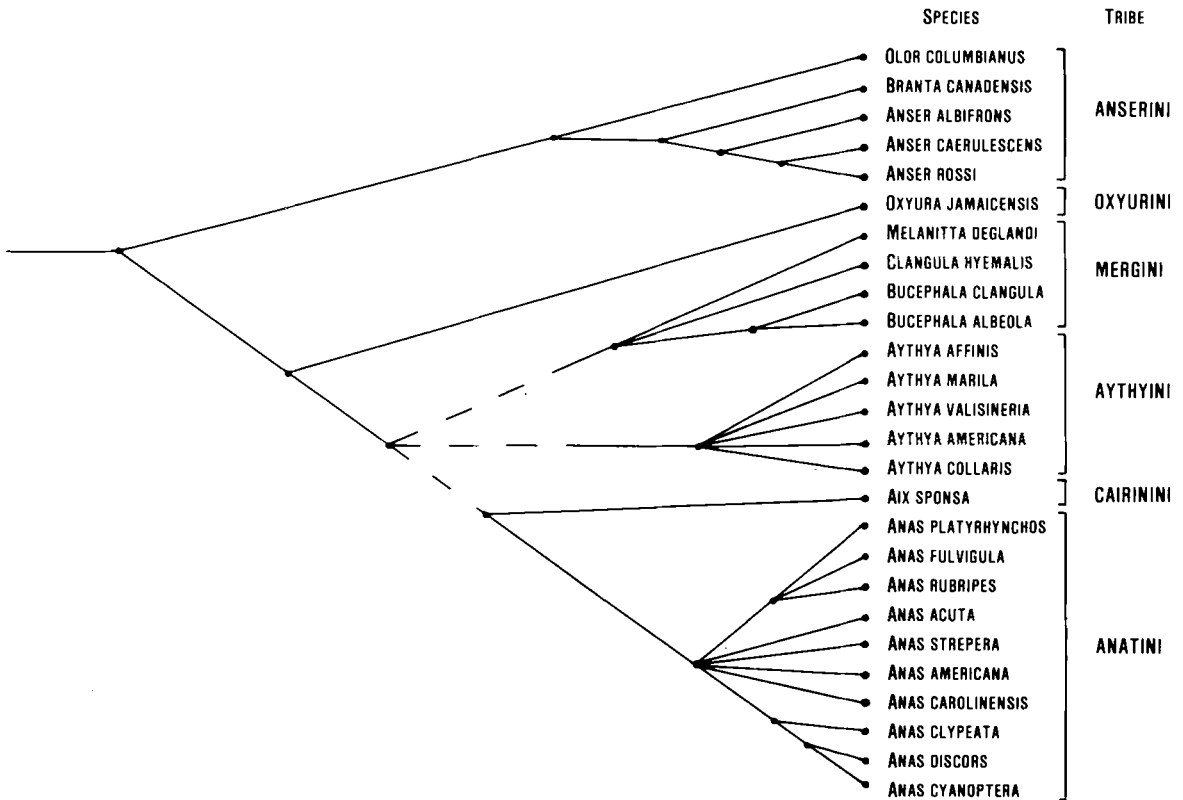 SPECIES TRIBE
OLOR COLUMBIANUS
BRANTA CANADENSIS
ANSERINI
ANSER ALBIFRONS
ANSER CAERULESCENS
ANSER ROSSI
OXYURA JAMAICENSIS OXYURINI
MELANITTA DEGLANDI
CLANGULA HYEMALIS
MERGINI
BUCEPHALA CLANGULA
BUCEPHALA ALBEOLA
AYTHYA AFFINIS
AYTHYA MARILA
AYTHYINI
AYTHYA VALISINERIA
AYTHYA AMERICANA
AYTHYA COLLARIS
AIX SPONSA CAIRININI
ANAS PLATYRHYNCHOS
ANAS FULVIGULA
ANAS RUBRIPES
ANAS ACUTA
ANAS STREPERA ANATINI
ANAS AMERICANA
ANAS CAROLINENSIS
ANAS CLYPEATA
ANAS DISCORS
ANAS CYANOPTERA